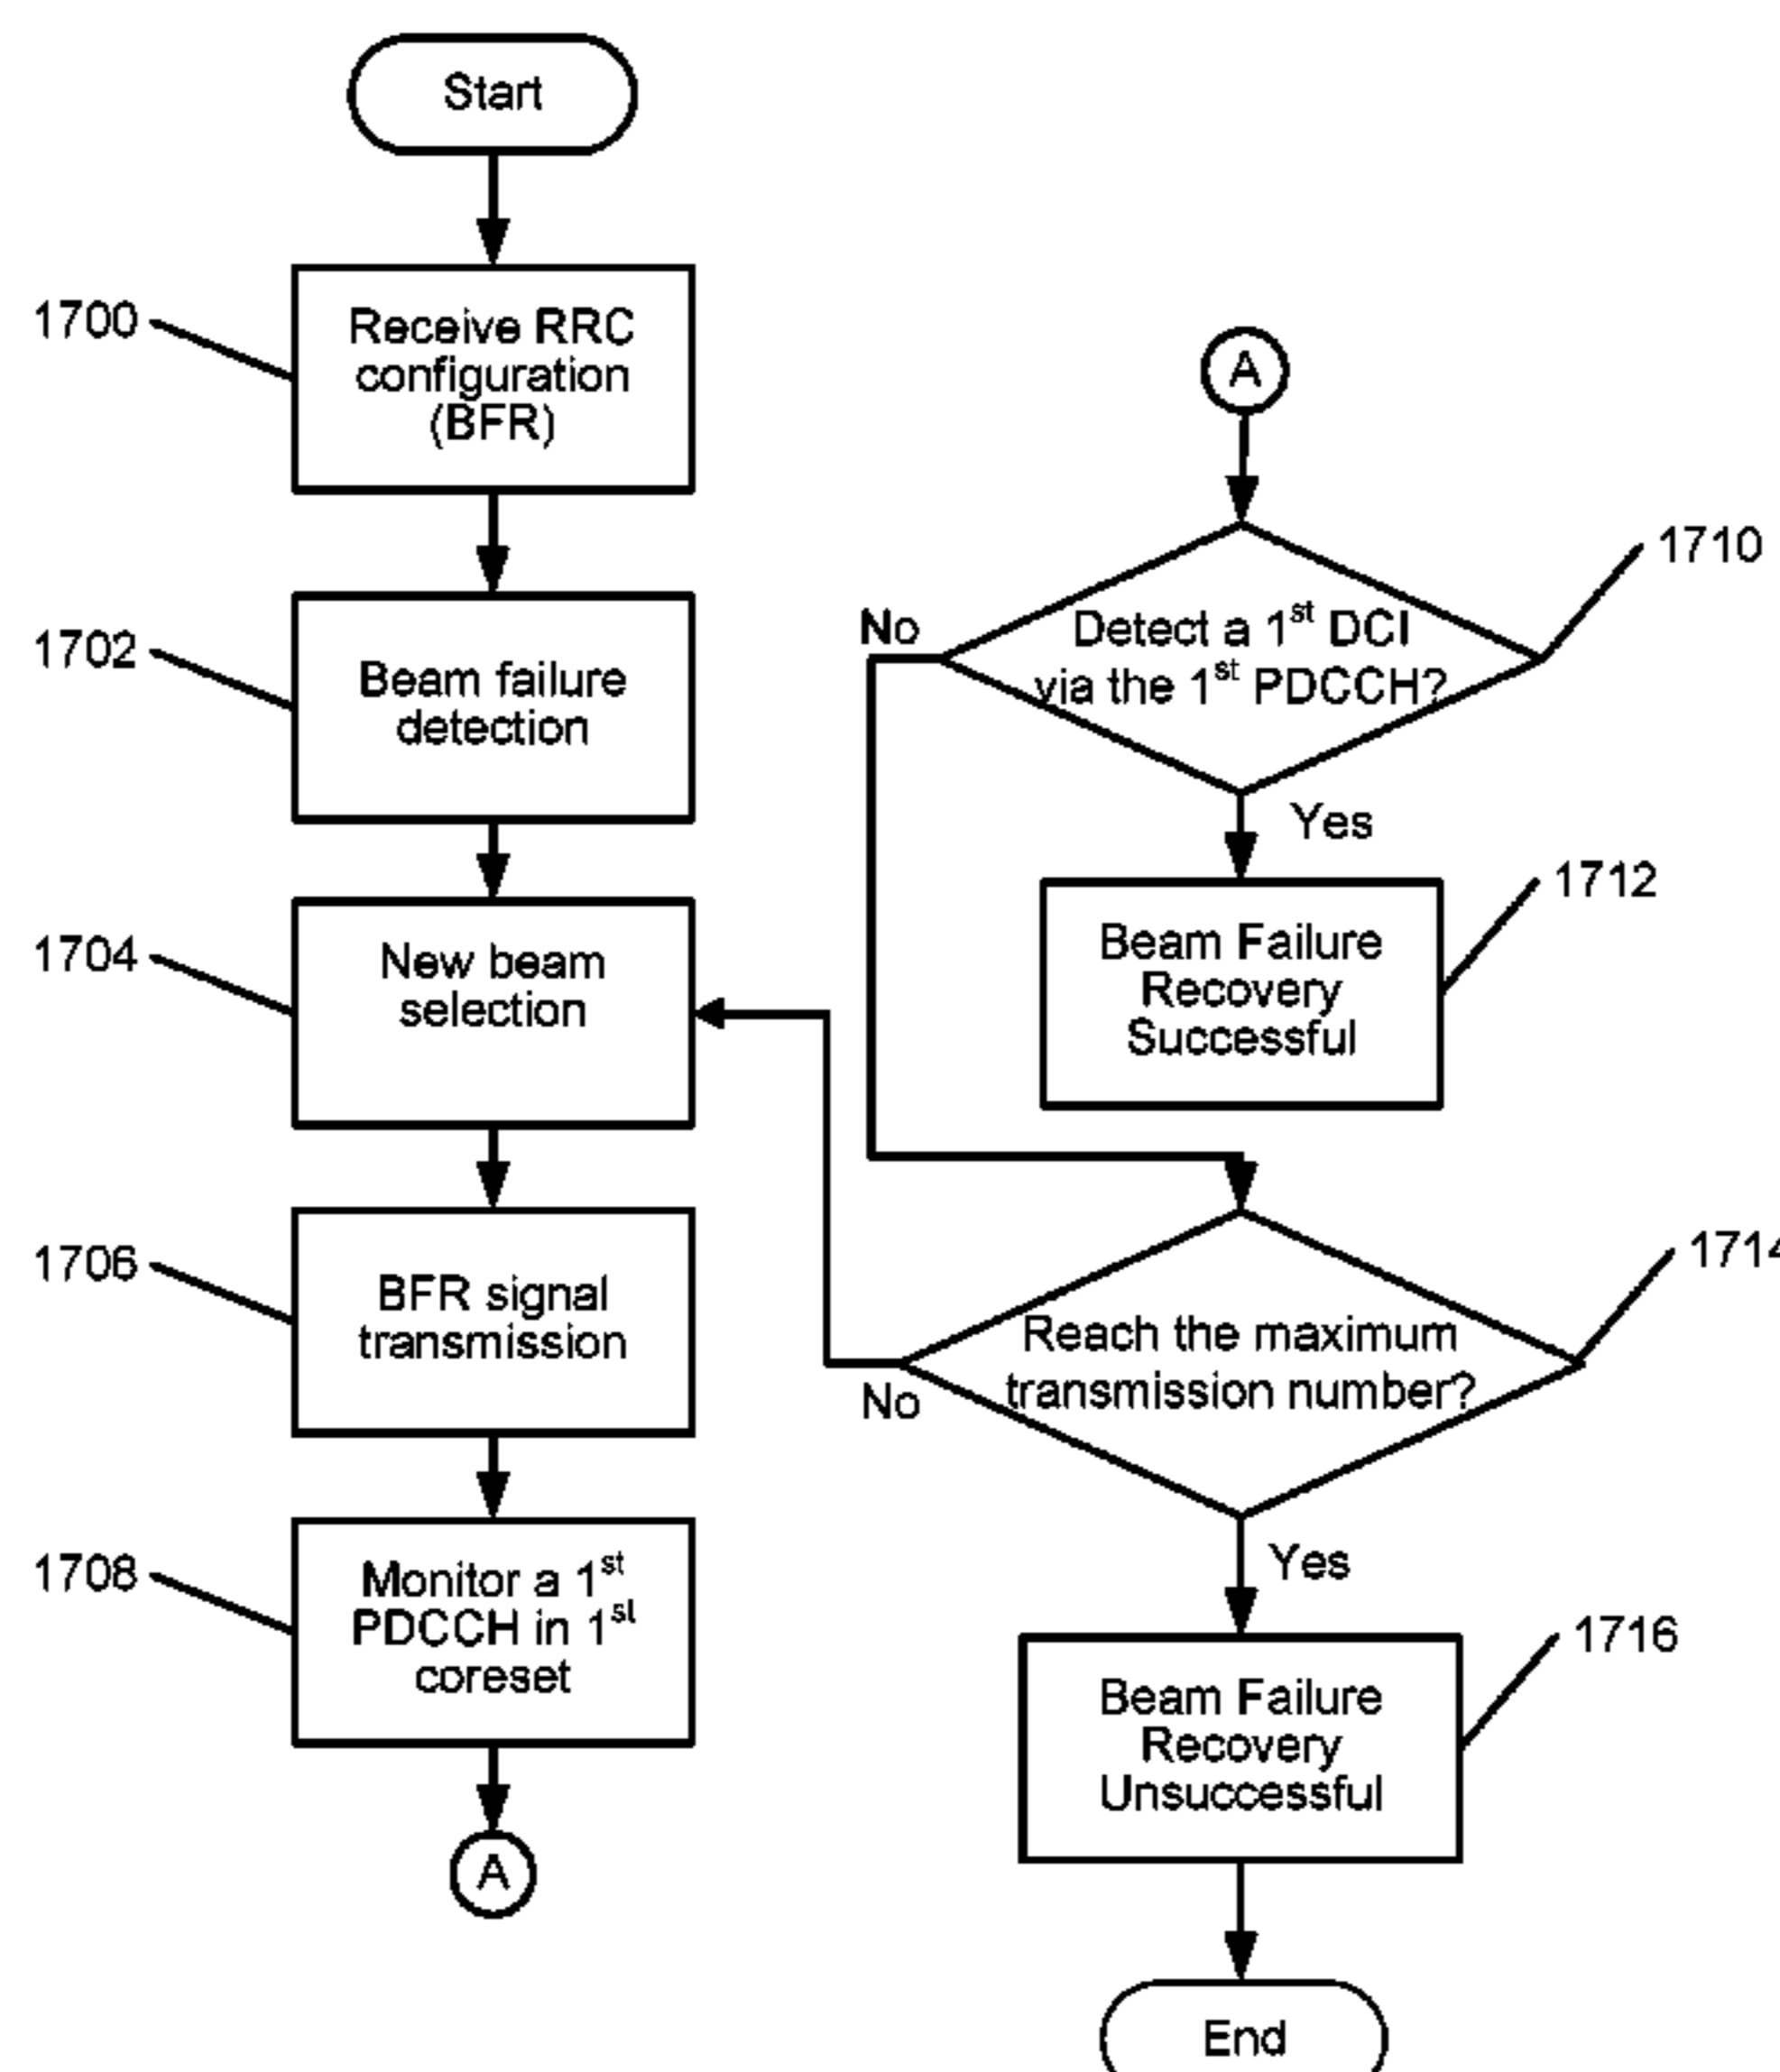 Start
1700
Receive RRC
configuration
(BFR)
1702
Beam failure
detection
1704
New beam
selection
1706
BFR signal
transmission
1708
Monitor a 1st
PDCCH in 1st
coreset
A
A
1710
Detect a 1st DCI
via the 1st PDCCH?
No
Yes
1712
Beam Failure
Recovery
Successful
1714
Reach the maximum
transmission number?
No
Yes
1716
Beam Failure
Recovery
Unsuccessful
End